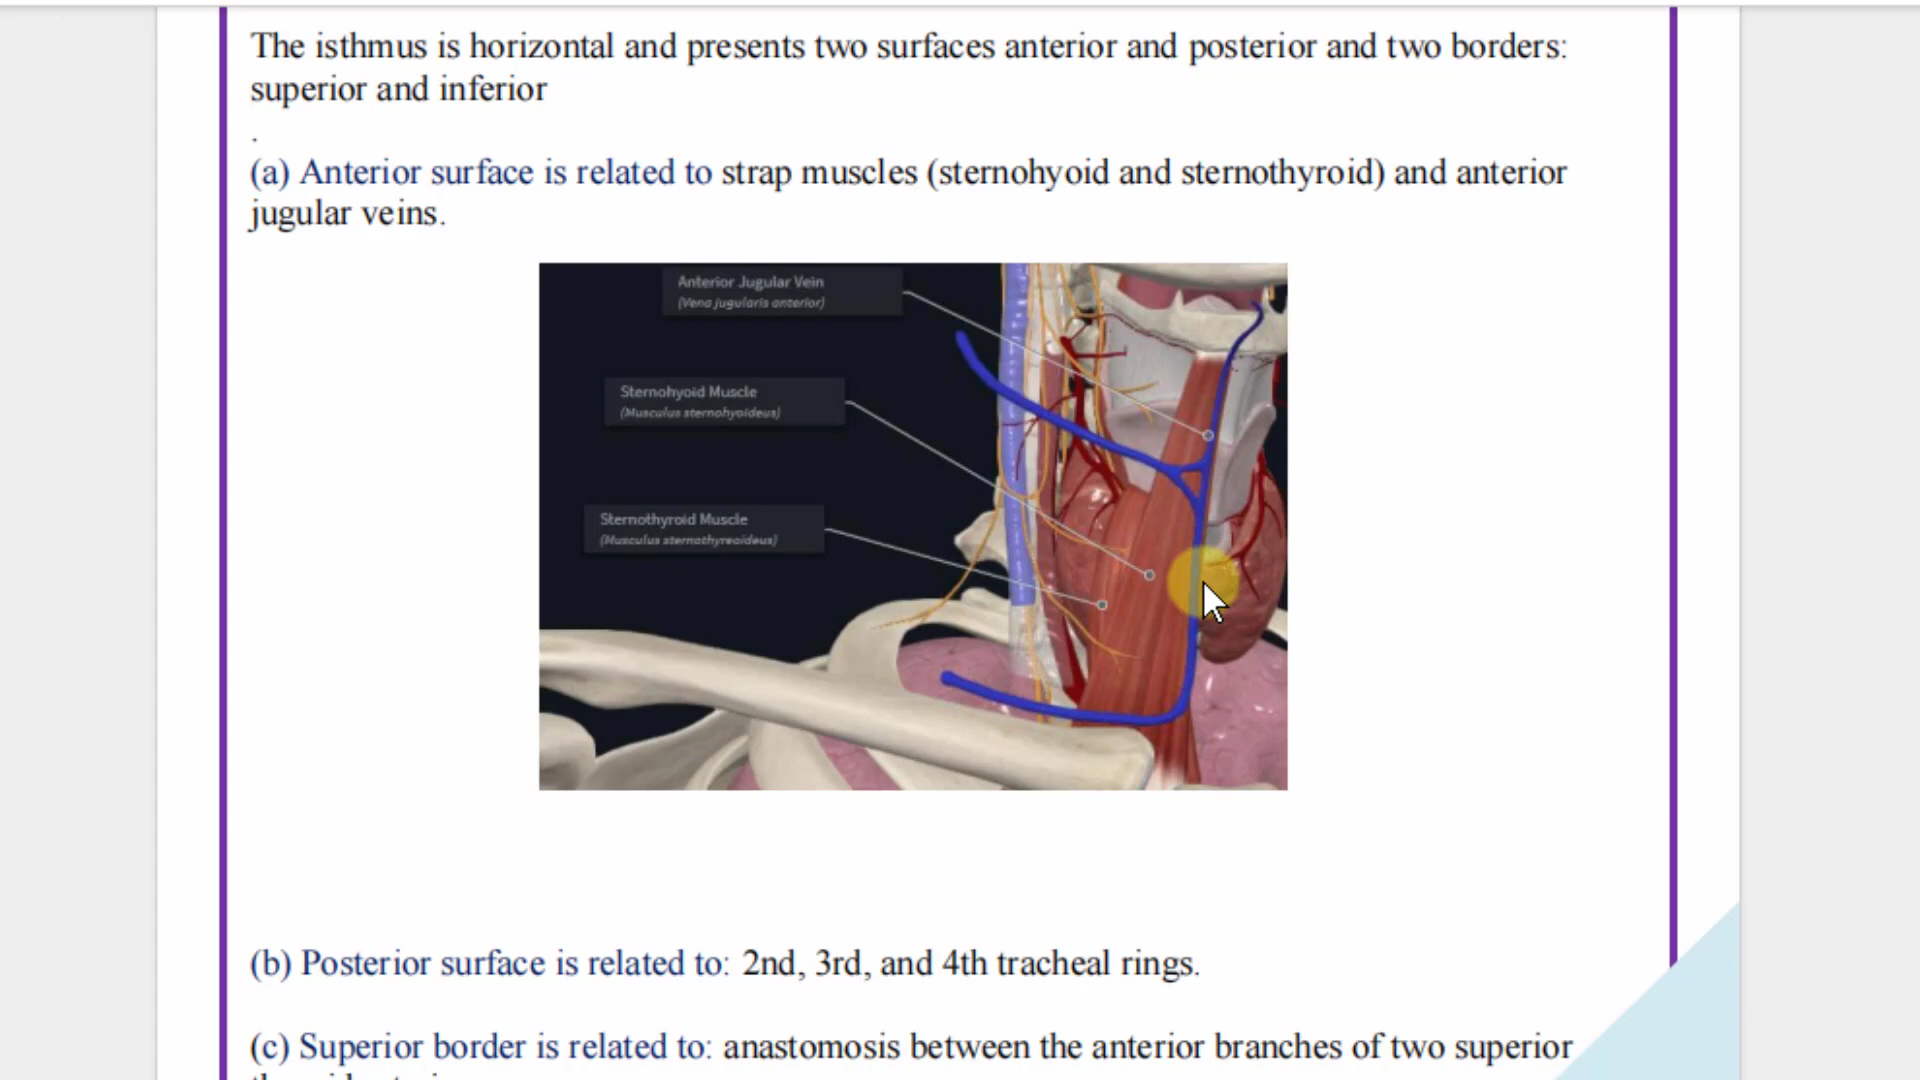 The isthmus is horizontal and presents two surfaces anterior and posterior and two borders:
superior and inferior
.
(a) Anterior surface is related to strap muscles (sternohyoid and sternothyroid) and anterior
jugular veins.
Anterior Jugular Vein
(Vena jugularis anterior)
Sternohyoid Muscle
(Musculus sternohyoideus)
Sternothyroid Muscle
(Musculus sternothyreoideus)
(b) Posterior surface is related to: 2nd, 3rd, and 4th tracheal rings.
(c) Superior border is related to: anastomosis between the anterior branches of two superior